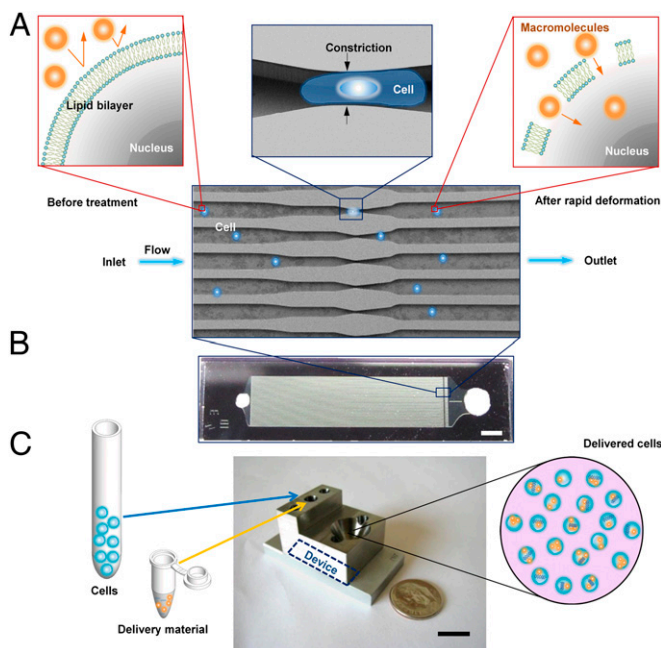 A
Constriction
Cell
Lipid bilayer
Nucleus
Macromolecules
Nucleus
Before treatment
After rapid deformation
Cell
Flow
Inlet
Outlet
B
C
Delivered cells
Device
Cells
Delivery material